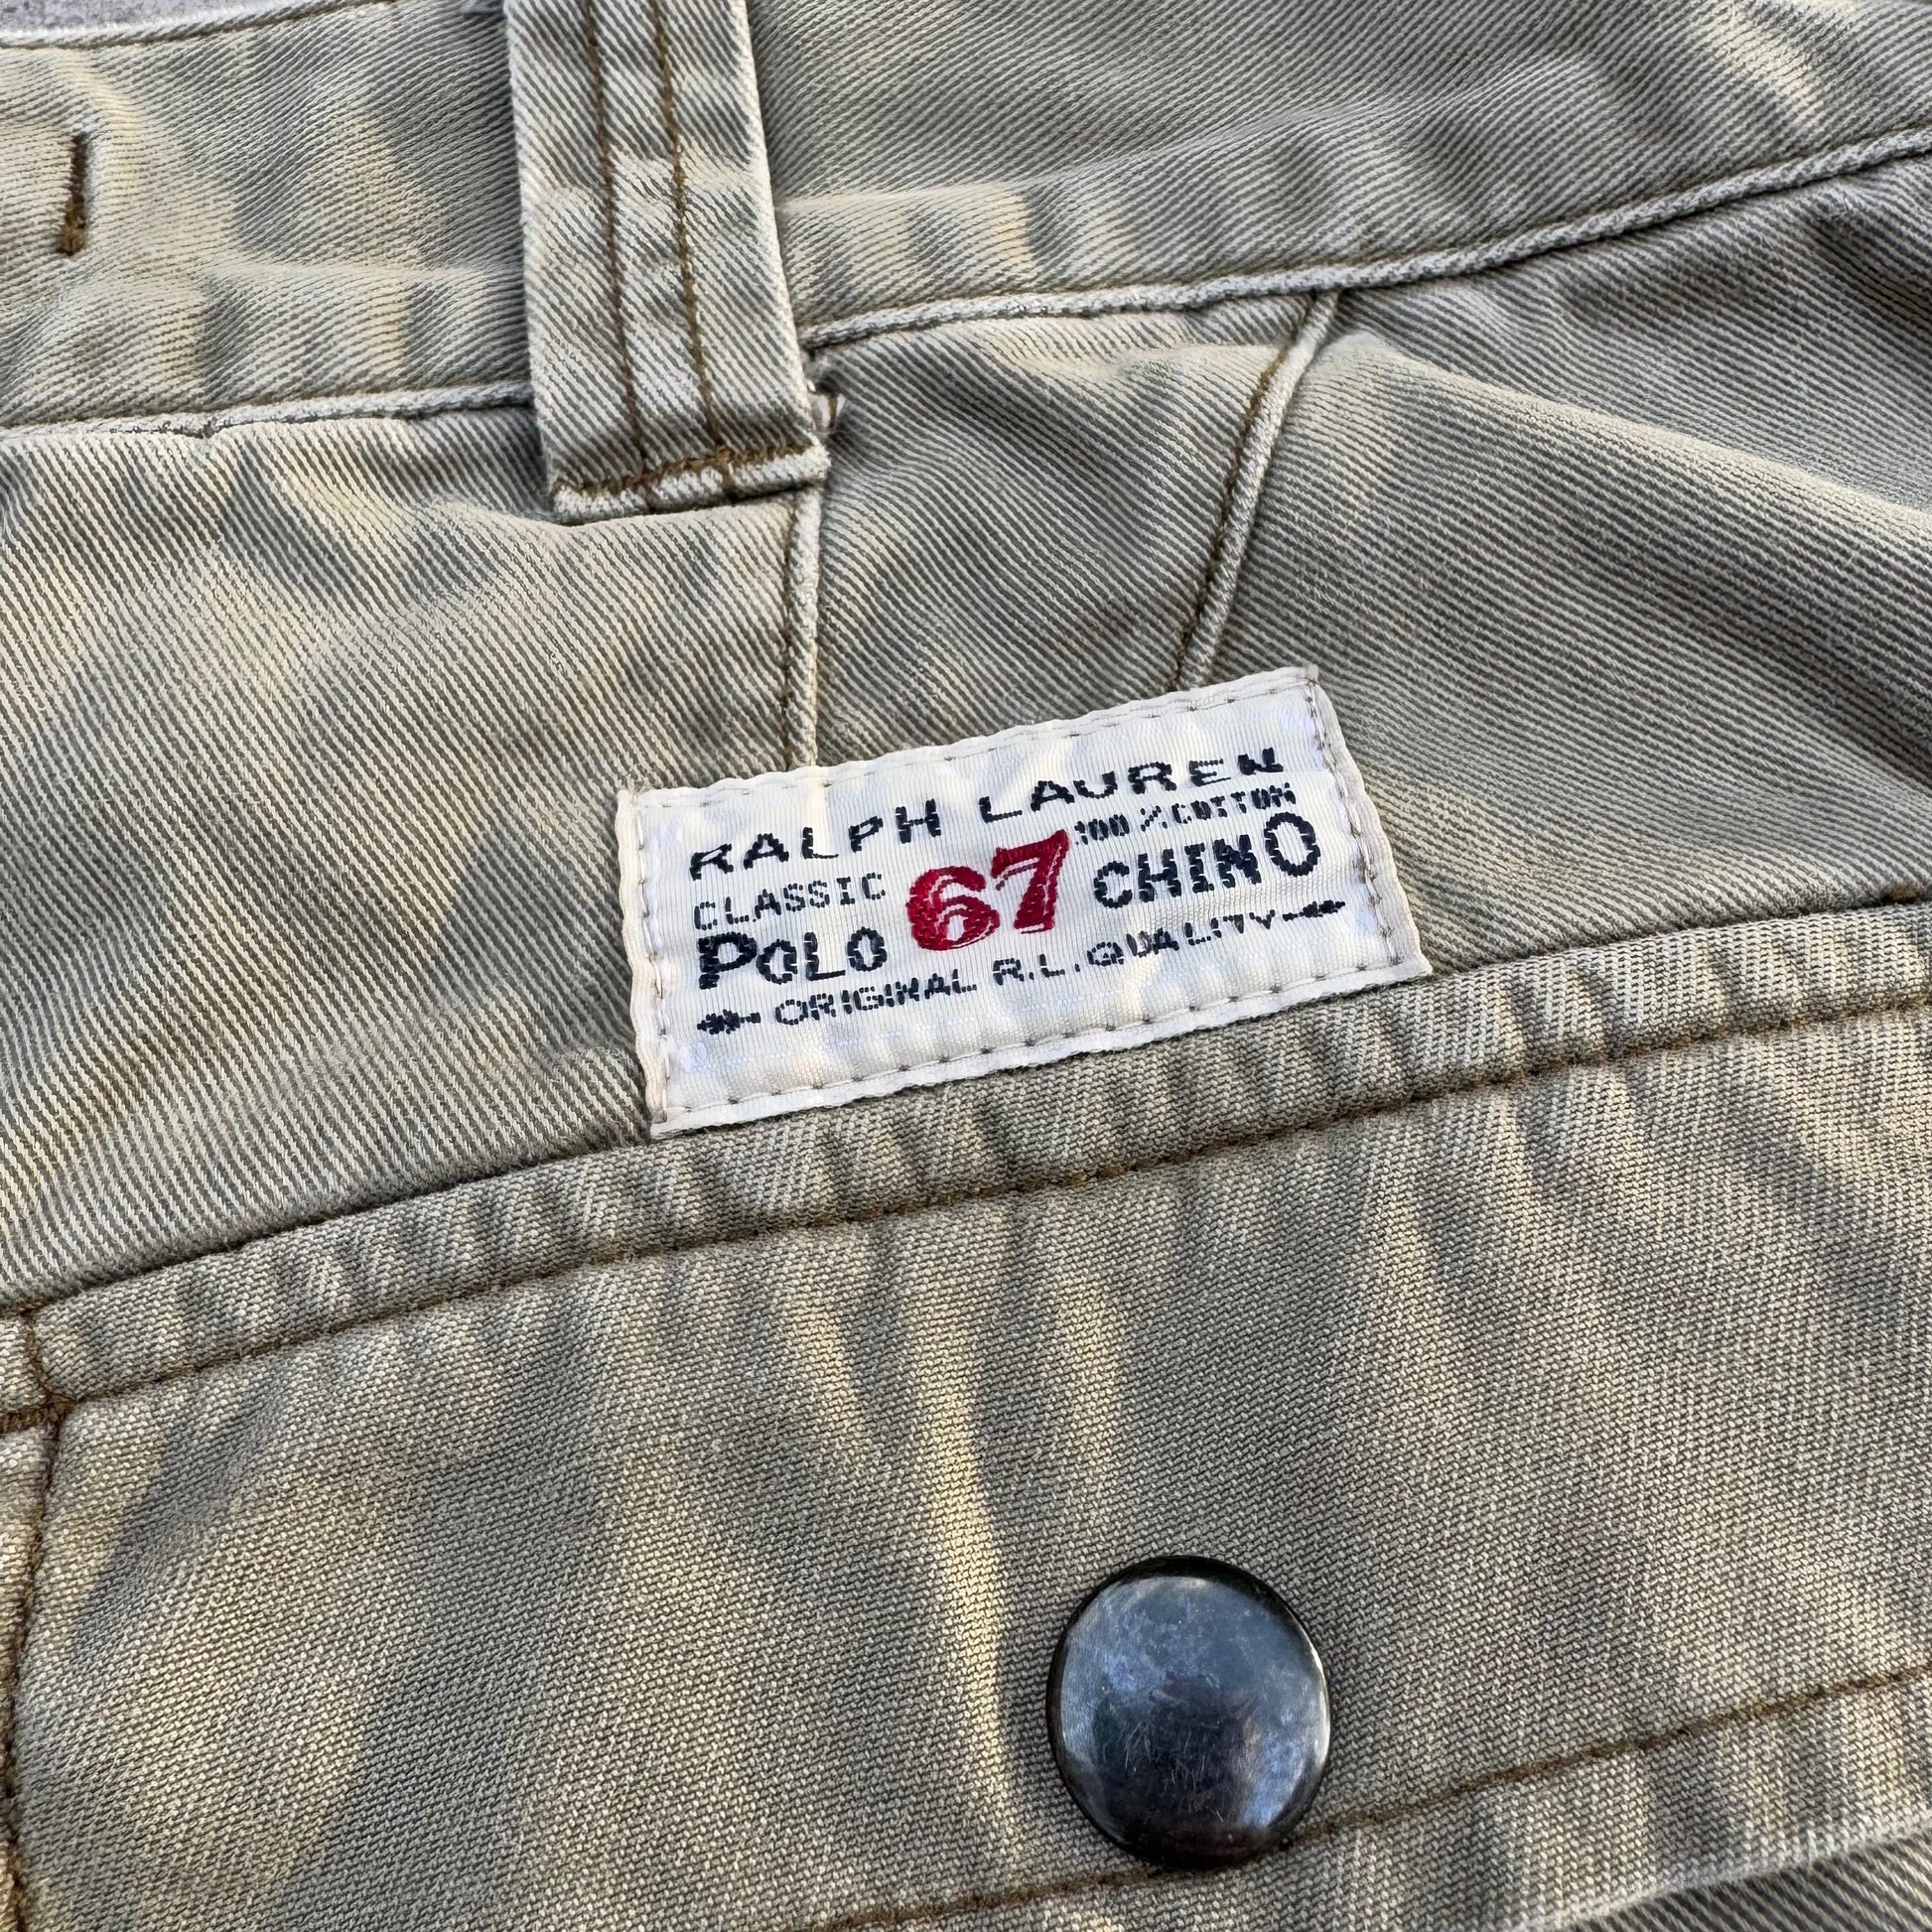 RALPH LAUREN
CLASSIC 67 100% COTTON
POLO CHINO
ORIGINAL R.L. QUALITY